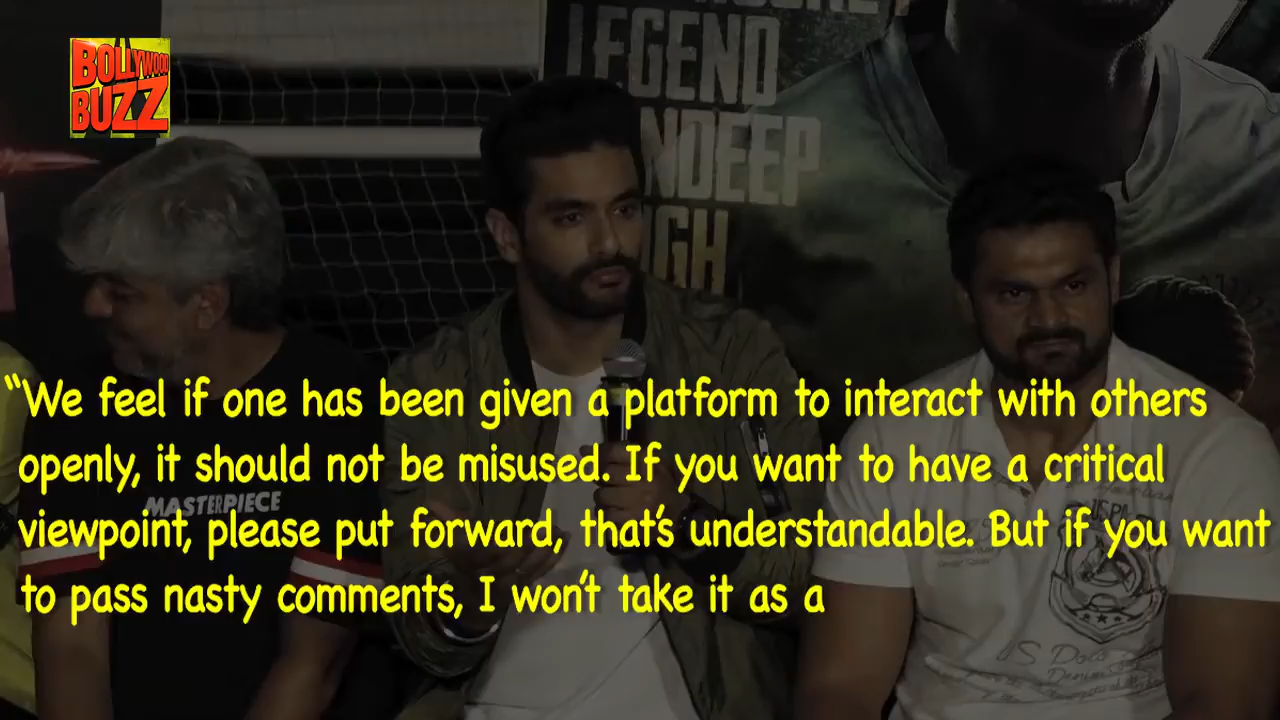 BOLLYWOOD
BUZZ
LEGEND
NDEEP
GH
"We feel if one has been given a platform to interact with others
openly, it should not be misused. If you want to have a critical
viewpoint, please put forward, that's understandable. But if you want
to pass nasty comments, I won't take it as a
MASTERPIECE